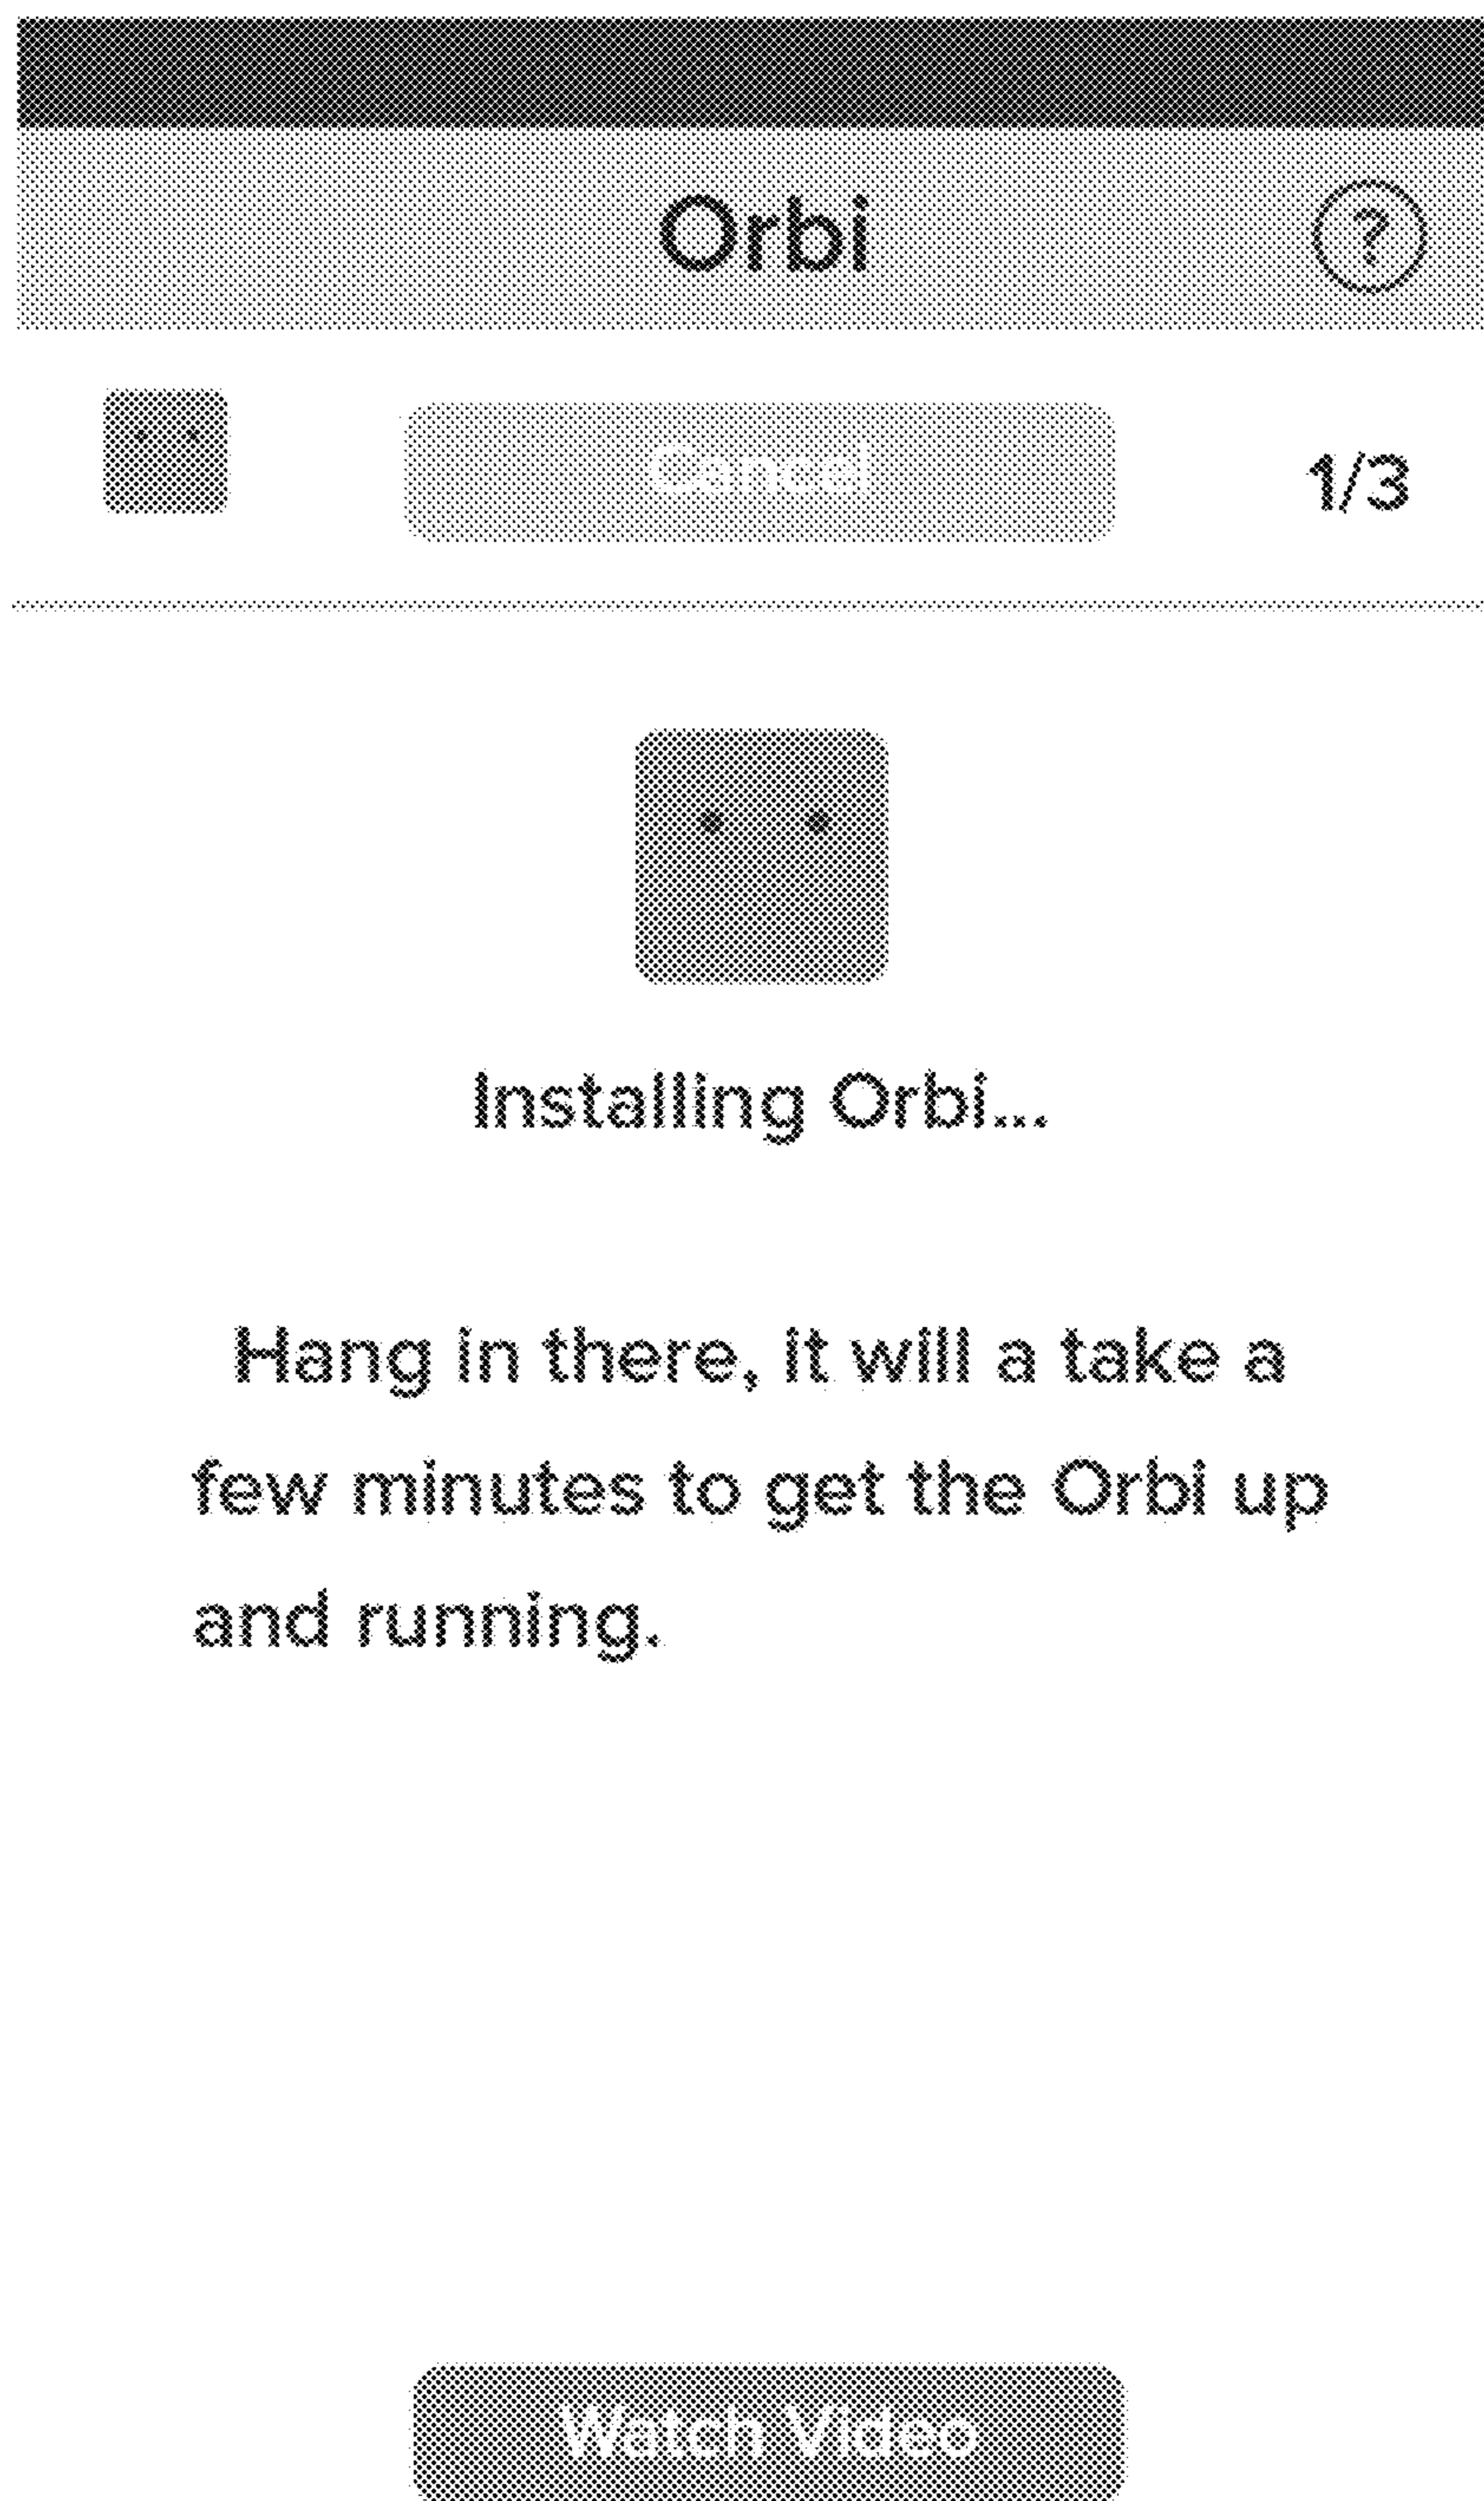 Orbi
?
Cancel
1/3
Installing Orbi...
Hang in there, it will a take a
few minutes to get the Orbi up
and running.
Watch Video